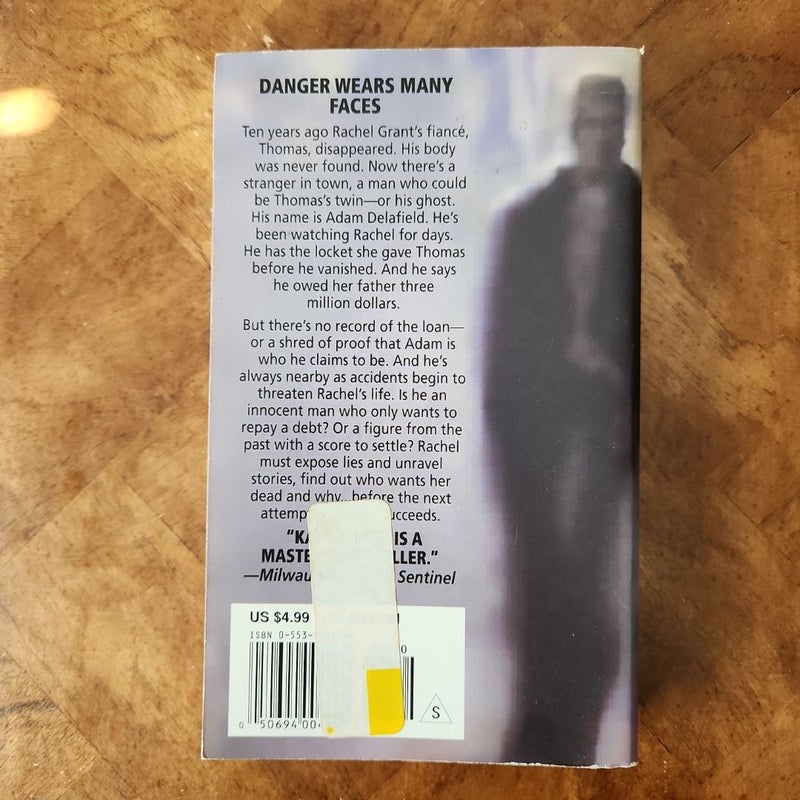 DANGER WEARS MANY
FACES
Ten years ago Rachel Grant's fiancé,
Thomas, disappeared. His body
was never found. Now there's a
stranger in town, a man who could
be Thomas's twin—or his ghost.
His name is Adam Delafield. He's
been watching Rachel for days.
He has the locket she gave Thomas
before he vanished. And he says
he owed her father three
million dollars.
But there's no record of the loan—
or a shred of proof that Adam is
who he claims to be. And he's
always nearby as accidents begin to
threaten Rachel's life. Is he an
innocent man who only wants to
repay a debt? Or a figure from the
past with a score to settle? Rachel
must expose lies and unravel
stories, find out who wants her
dead and why...before the next
IS A
—Milwau Sentinel
US $4.99
ISBN 0-553-
0 50694 00
S